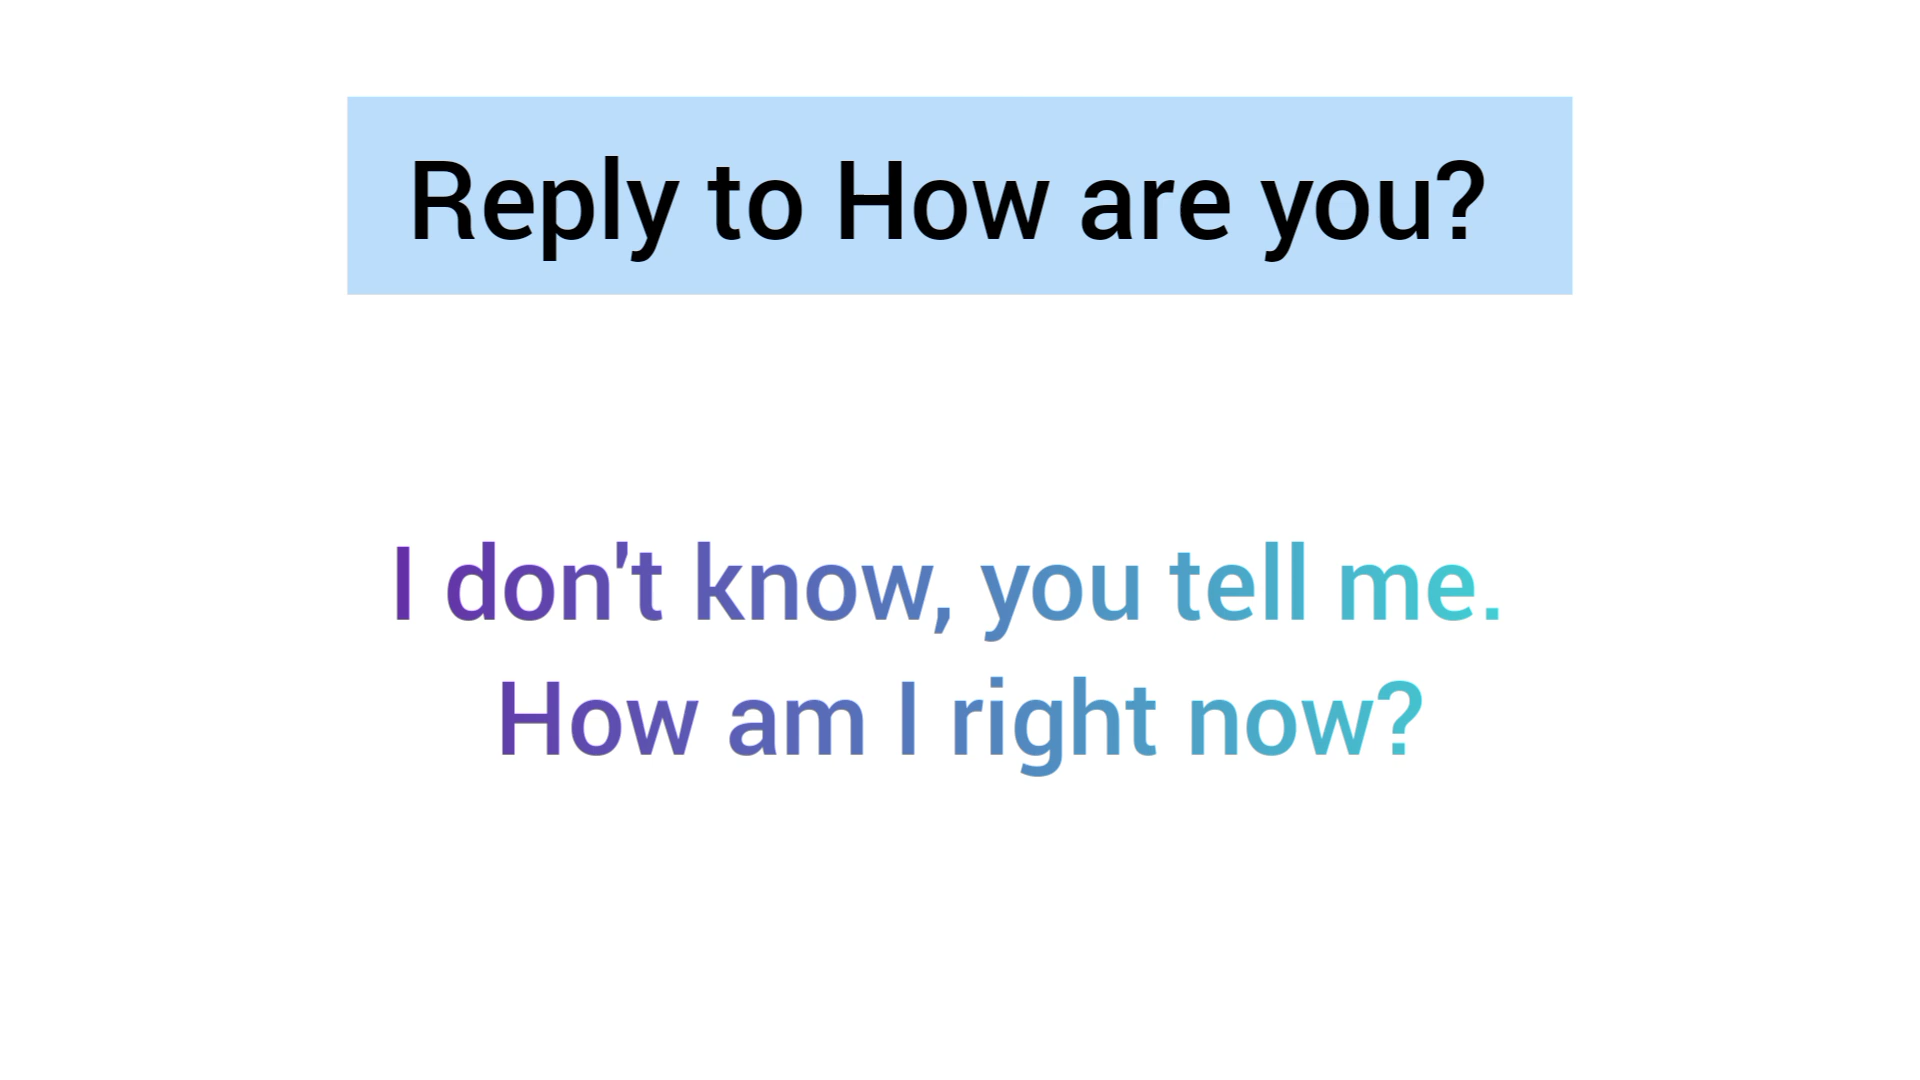 Reply to How are you?
I don't know, you tell me.
How am I right now?